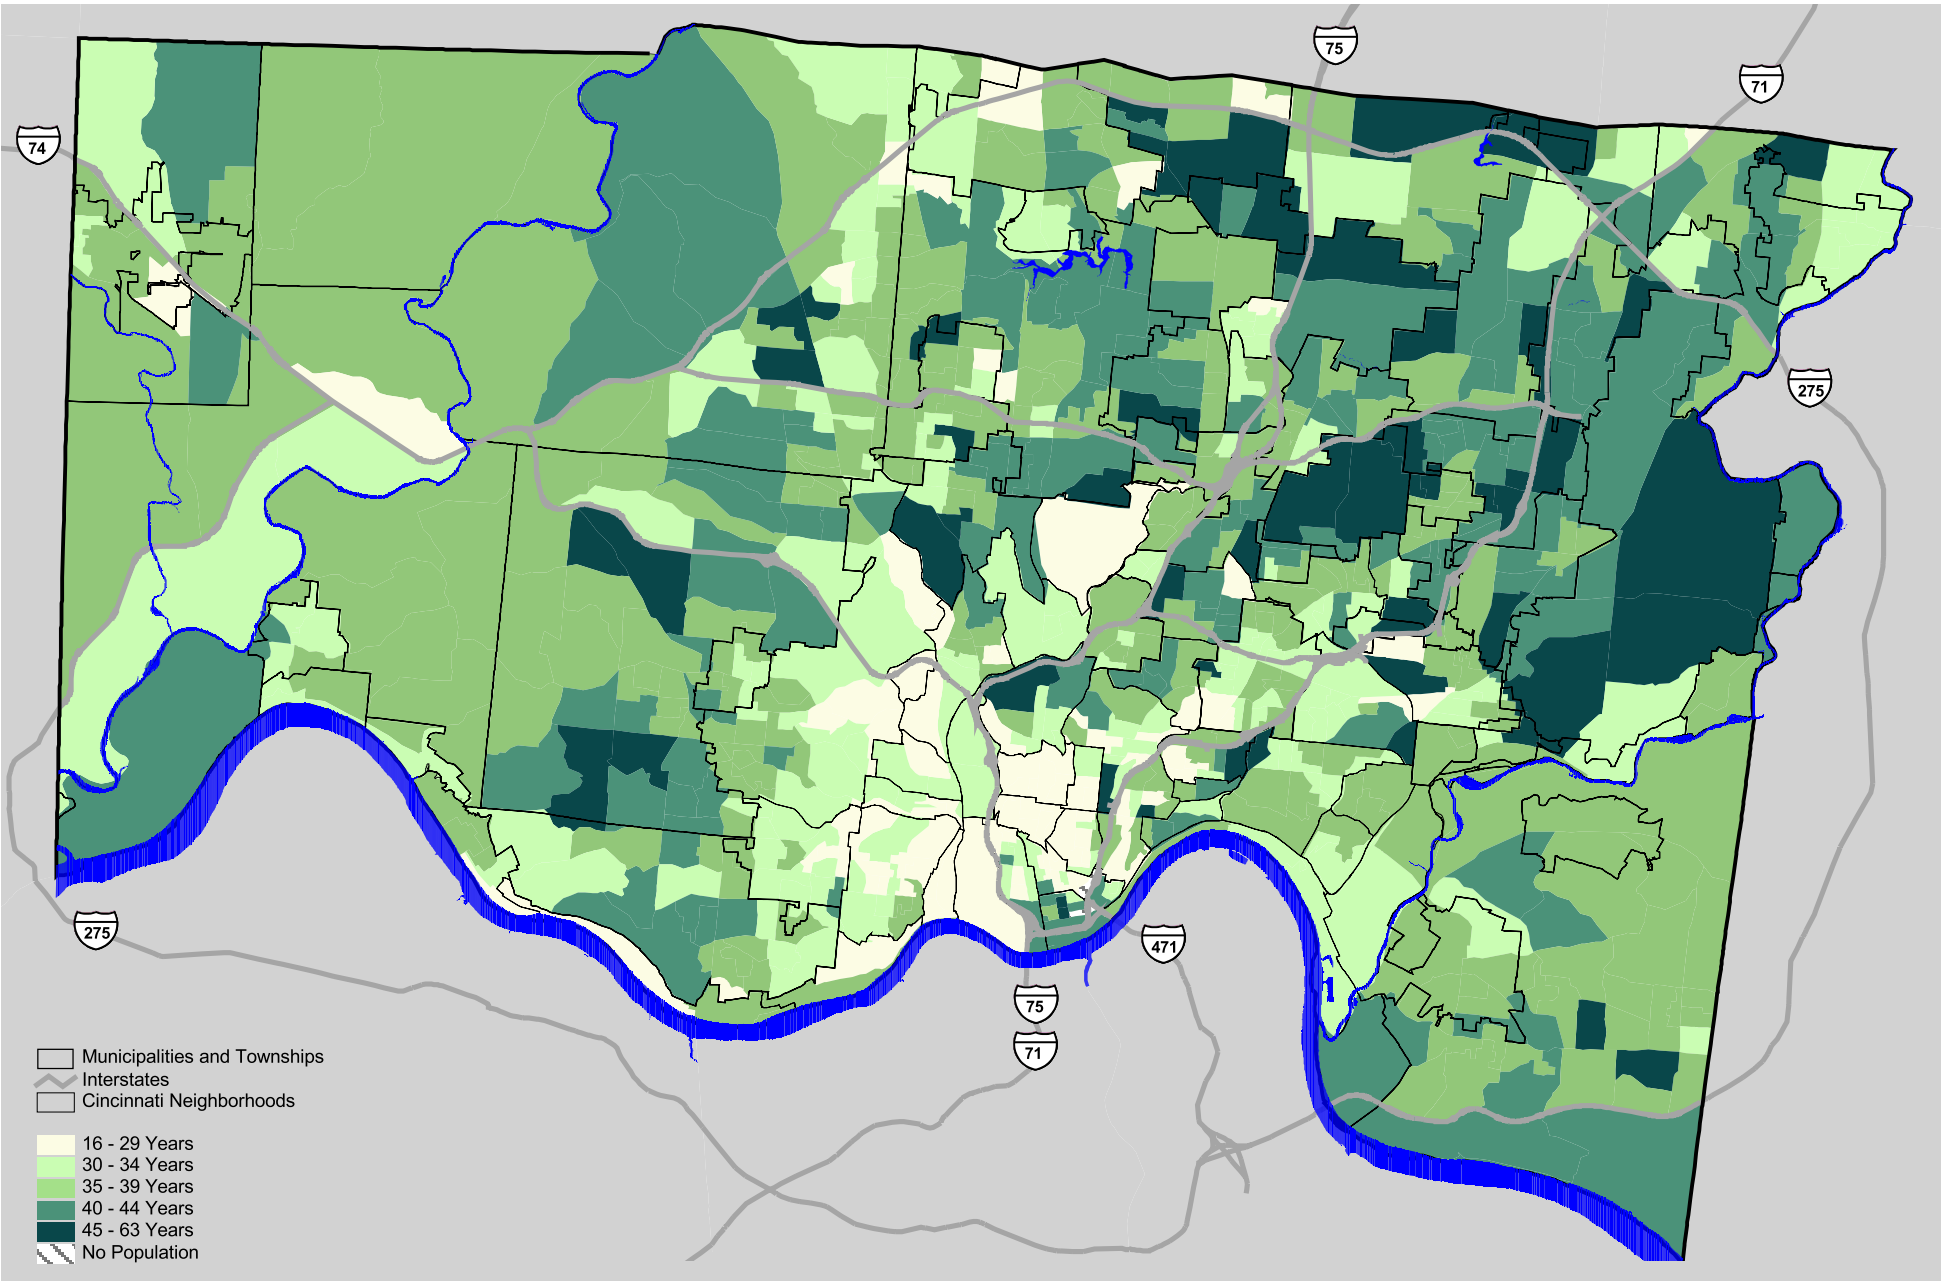 75
71
74
275
275
471
75
71
Municipalities and Townships
Interstates
Cincinnati Neighborhoods
16 - 29 Years
30 - 34 Years
35 - 39 Years
40 - 44 Years
45 - 63 Years
No Population